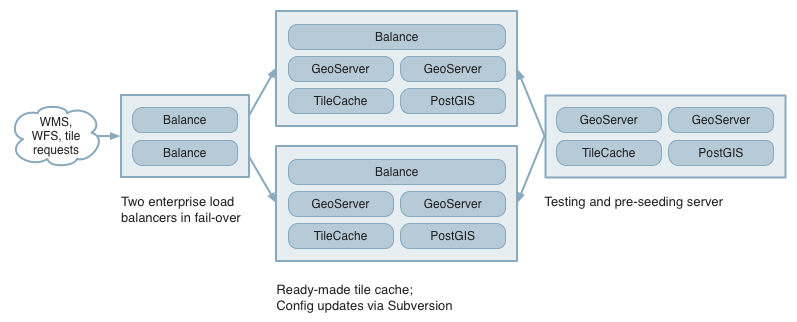 WMS,
WFS, tile
requests
Balance
Balance
Two enterprise load
balancers in fail-over
Balance
GeoServer GeoServer
TileCache PostGIS
Balance
GeoServer GeoServer
TileCache PostGIS
Ready-made tile cache;
Config updates via Subversion
GeoServer GeoServer
TileCache PostGIS
Testing and pre-seeding server